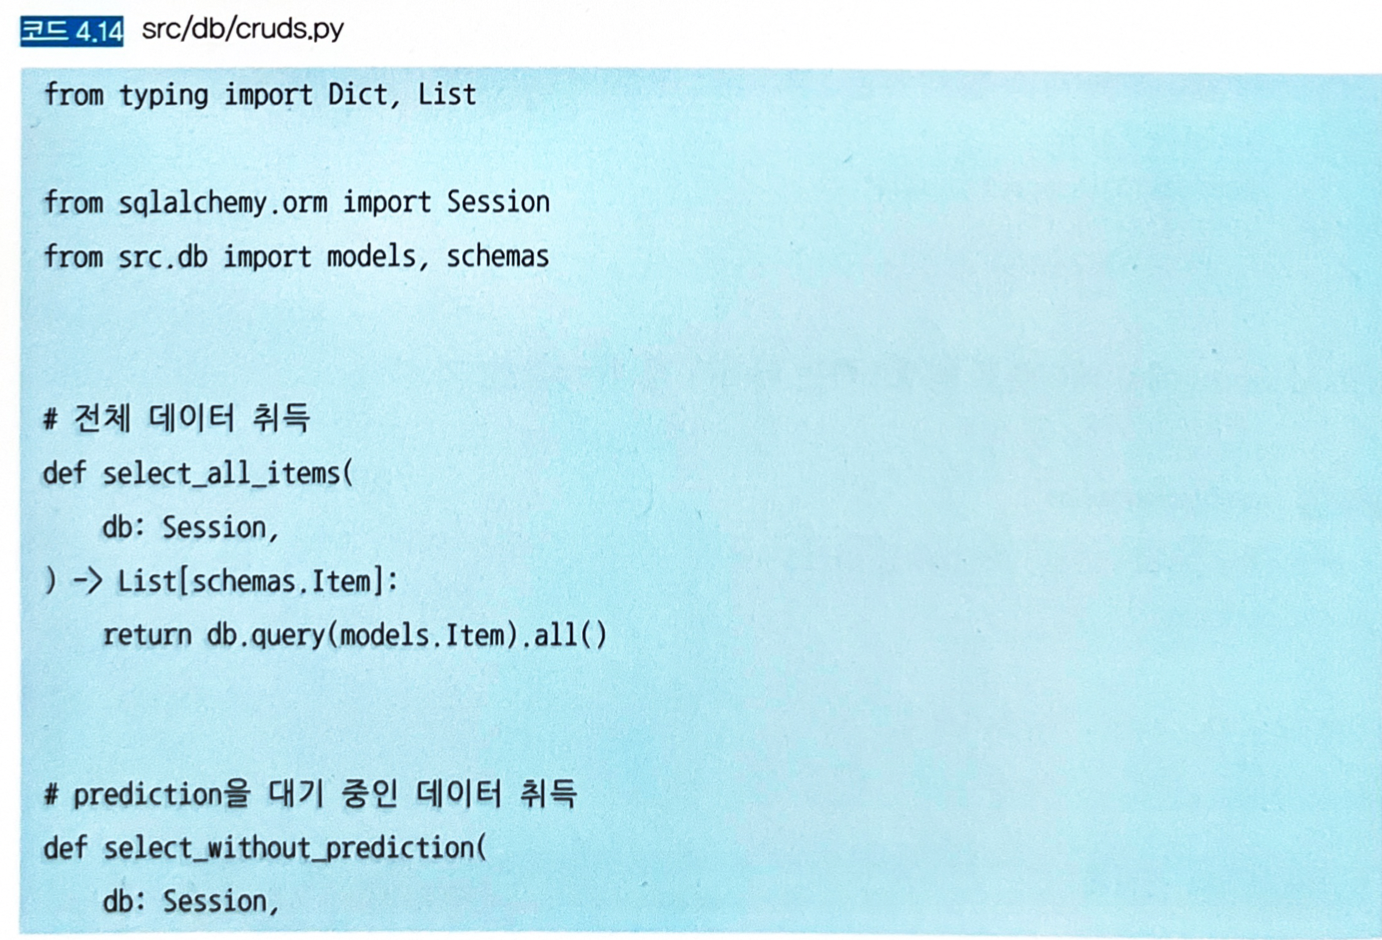 코드 4.14 src/db/cruds.py
from typing import Dict, List
from sqlalchemy.orm import Session
from src.db import models, schemas
# 전체 데이터 취득
def select_all_items(
    db: Session,
) -> List[schemas.Item]:
    return db.query(models.Item).all()
# prediction을 대기 중인 데이터 취득
def select_without_prediction(
    db: Session,